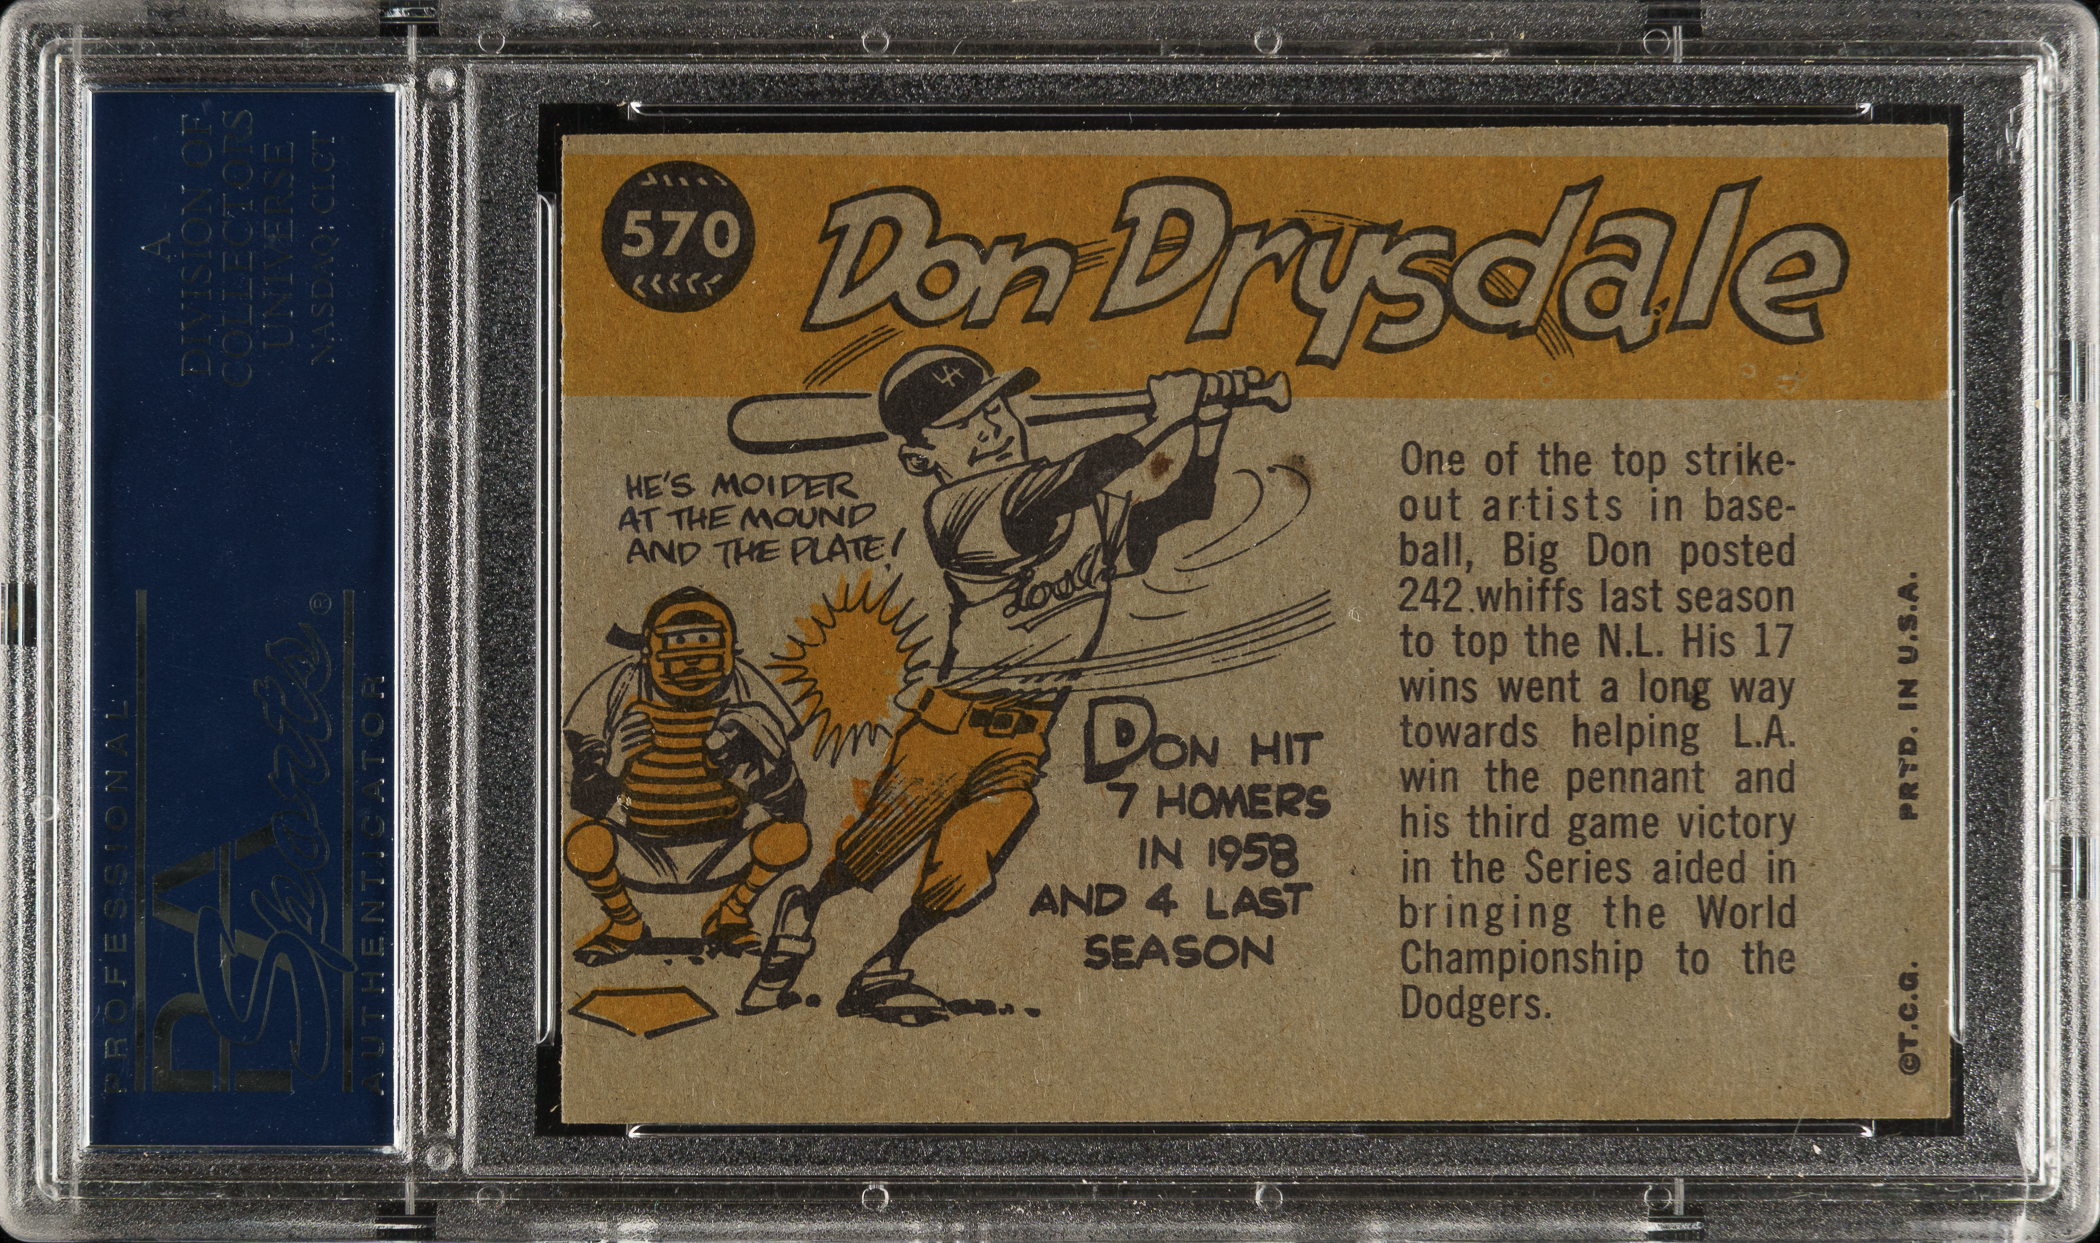 A
DIVISION OF
COLLECTORS
UNIVERSE
NASDAQ: CLCT
PROFESSIONAL
PSA
Sports®
AUTHENTICATOR
570
Don Drysdale
HE'S MOIDER
AT THE MOUND
AND THE PLATE!
DON HIT
7 HOMERS
IN 1958
AND 4 LAST
SEASON
One of the top strike-
out artists in base-
ball, Big Don posted
242 whiffs last season
to top the N.L. His 17
wins went a long way
towards helping L.A.
win the pennant and
his third game victory
in the Series aided in
bringing the World
Championship to the
Dodgers.
©T.C.G. PRTD. IN U.S.A.